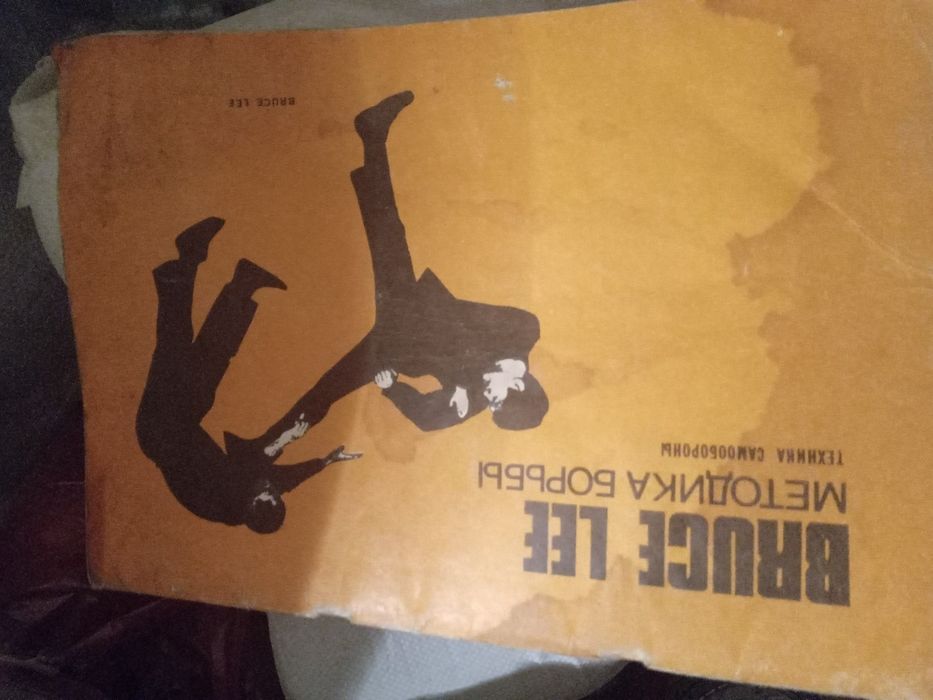 BRUCE LEE
МЕТОДИКА БОРЬБЫ
ТЕХНИКА САМООБОРОНЫ
BRUCE LEE